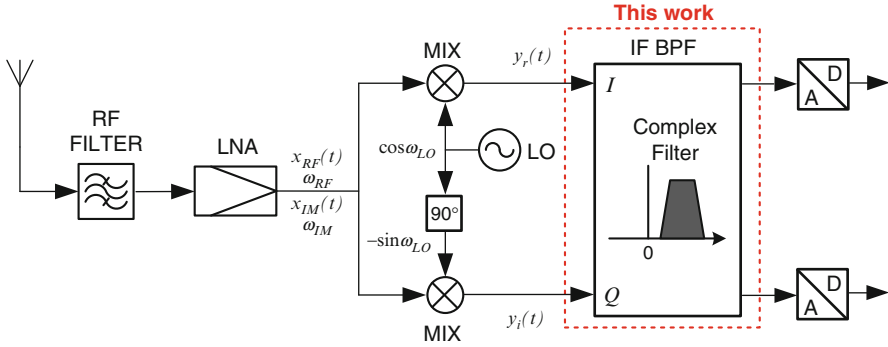 This work
MIX
y_r(t)
IF BPF
I
D
A
RF
FILTER
LNA
x_RF(t)
ω_RF
x_IM(t)
ω_IM
cosω_LO
LO
90°
−sinω_LO
Complex
Filter
0
Q
D
A
y_i(t)
MIX